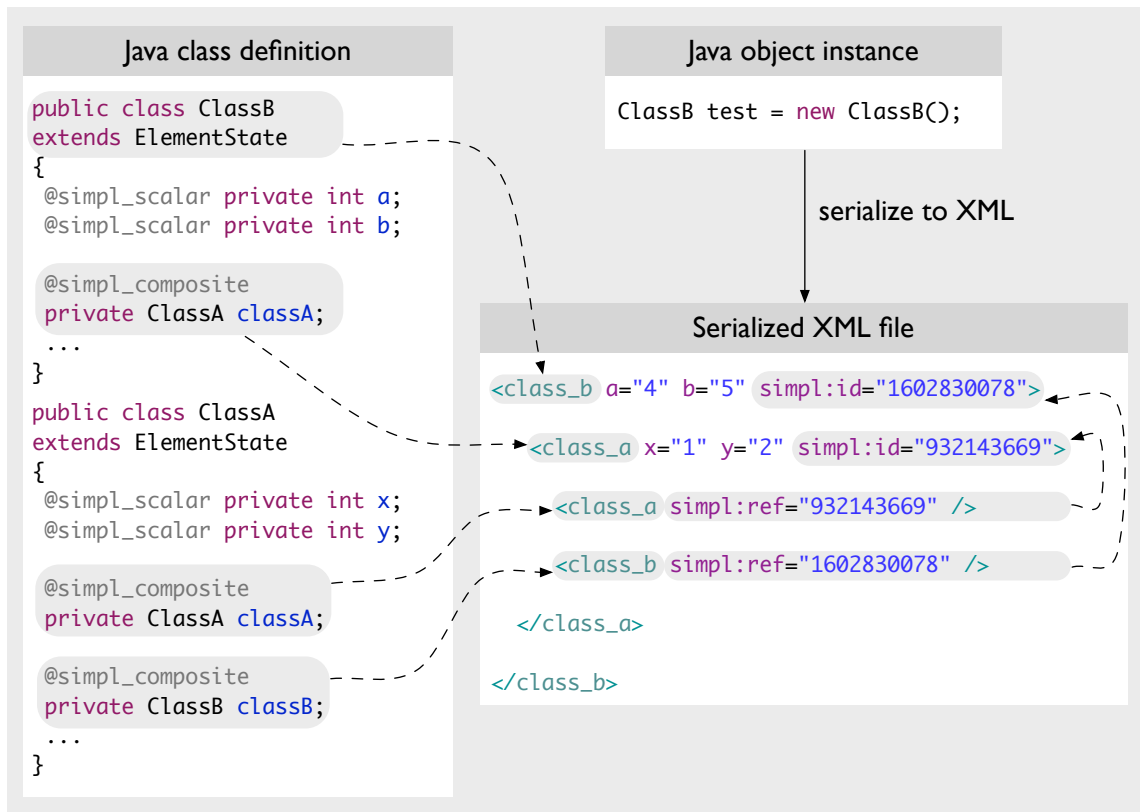 Java class definition
public class ClassB
extends ElementState
{
@simpl_scalar private int a;
@simpl_scalar private int b;
@simpl_composite
private ClassA classA;
...
}
public class ClassA
extends ElementState
{
@simpl_scalar private int x;
@simpl_scalar private int y;
@simpl_composite
private ClassA classA;
@simpl_composite
private ClassB classB;
...
}
Java object instance
ClassB test = new ClassB();
serialize to XML
Serialized XML file
<class_b a="4" b="5" simpl:id="1602830078">
<class_a x="1" y="2" simpl:id="932143669">
<class_a simpl:ref="932143669" />
<class_b simpl:ref="1602830078" />
</class_a>
</class_b>